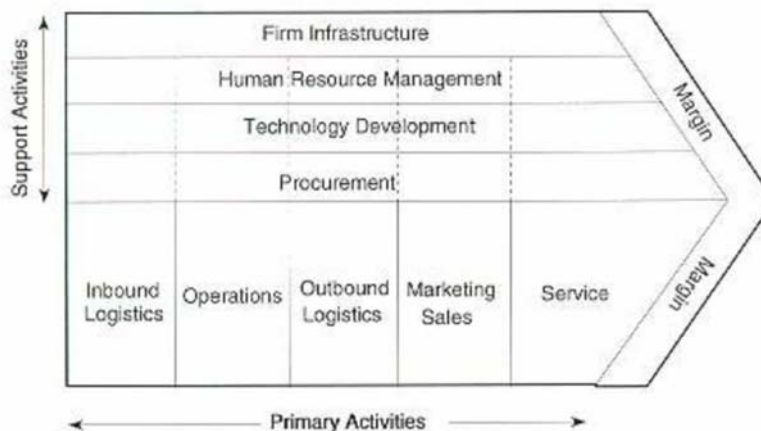 Support Activities
Firm Infrastructure
Human Resource Management
Technology Development
Procurement
Margin
Margin
Inbound
Logistics
Operations
Outbound
Logistics
Marketing
Sales
Service
Primary Activities